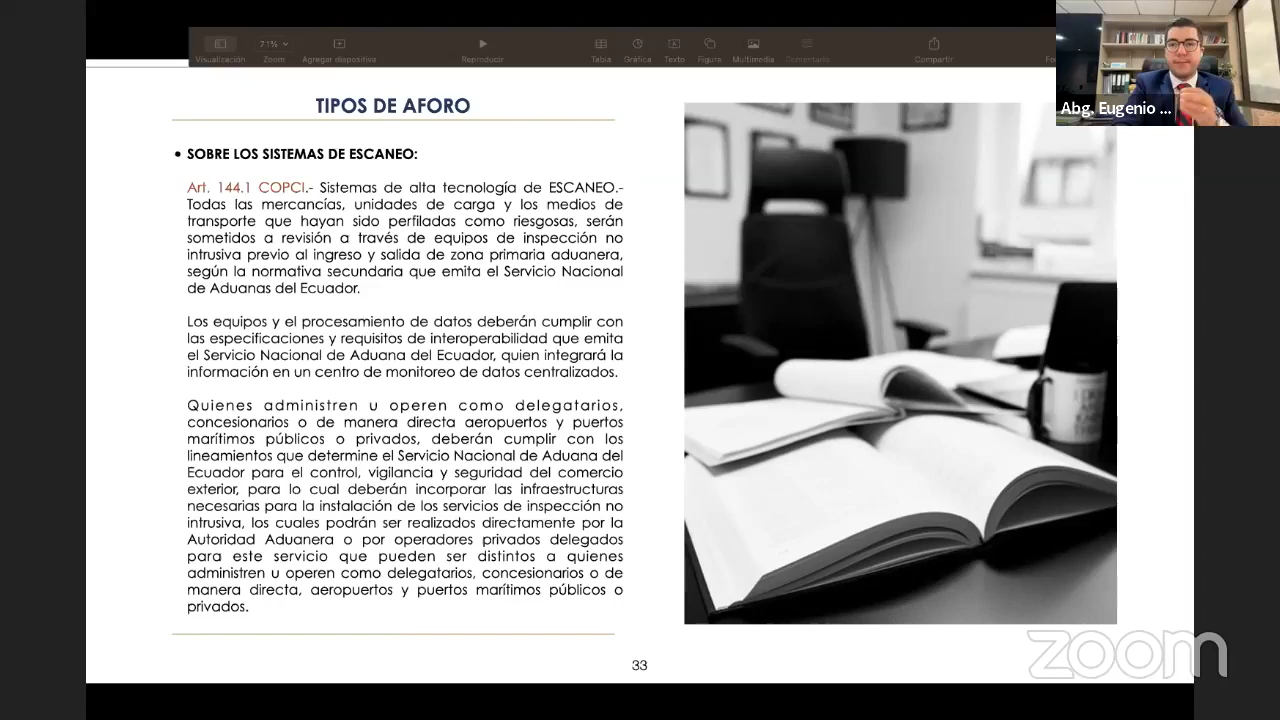 71%
Visualización
Zoom
Agregar diapositiva
Reproducir
Tabla
Gráfica
Texto
Figura
Multimedia
Comentario
Compartir
Abg. Eugenio ...
TIPOS DE AFORO
• SOBRE LOS SISTEMAS DE ESCANEO:
Art. 144.1 COPCI.- Sistemas de alta tecnología de ESCANEO.-
Todas las mercancías, unidades de carga y los medios de
transporte que hayan sido perfiladas como riesgosas, serán
sometidos a revisión a través de equipos de inspección no
intrusiva previo al ingreso y salida de zona primaria aduanera,
según la normativa secundaria que emita el Servicio Nacional
de Aduanas del Ecuador.
Los equipos y el procesamiento de datos deberán cumplir con
las especificaciones y requisitos de interoperabilidad que emita
el Servicio Nacional de Aduana del Ecuador, quien integrará la
información en un centro de monitoreo de datos centralizados.
Quienes administren u operen como delegatarios,
concesionarios o de manera directa aeropuertos y puertos
marítimos públicos o privados, deberán cumplir con los
lineamientos que determine el Servicio Nacional de Aduana del
Ecuador para el control, vigilancia y seguridad del comercio
exterior, para lo cual deberán incorporar las infraestructuras
necesarias para la instalación de los servicios de inspección no
intrusiva, los cuales podrán ser realizados directamente por la
Autoridad Aduanera o por operadores privados delegados
para este servicio que pueden ser distintos a quienes
administren u operen como delegatarios, concesionarios o de
manera directa, aeropuertos y puertos marítimos públicos o
privados.
33
zoom